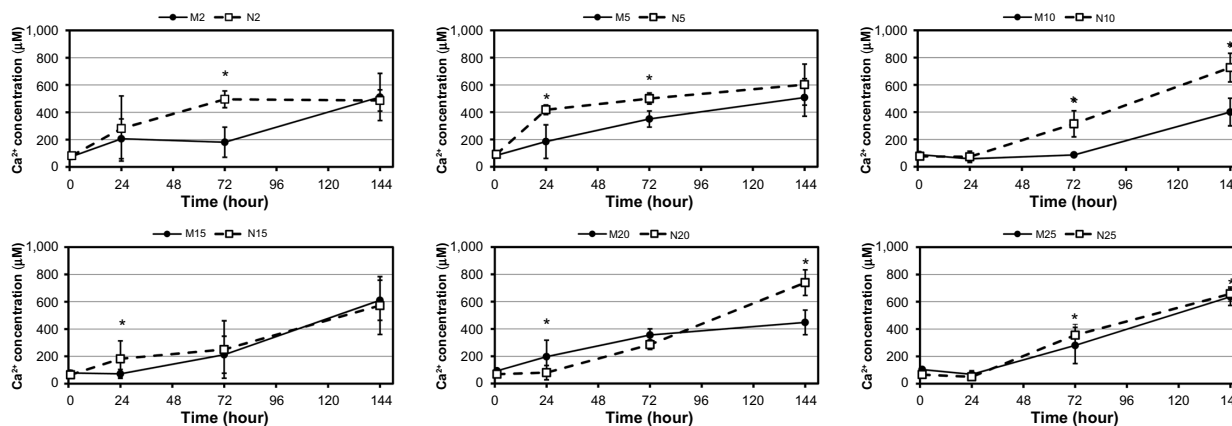 M2 N2
Ca²⁺ concentration (µM)
1,000
800
600
400
200
0
*
0 24 48 72 96 120 144
Time (hour)
M5 N5
Ca²⁺ concentration (µM)
1,000
800
600
400
200
0
* *
0 24 48 72 96 120 144
Time (hour)
M10 N10
Ca²⁺ concentration (µM)
1,000
800
600
400
200
0
* *
0 24 48 72 96 120 14
Time (hour)
M15 N15
Ca²⁺ concentration (µM)
1,000
800
600
400
200
0
*
0 24 48 72 96 120 144
Time (hour)
M20 N20
Ca²⁺ concentration (µM)
1,000
800
600
400
200
0
* *
0 24 48 72 96 120 144
Time (hour)
M25 N25
Ca²⁺ concentration (µM)
1,000
800
600
400
200
0
* *
0 24 48 72 96 120 14
Time (hour)